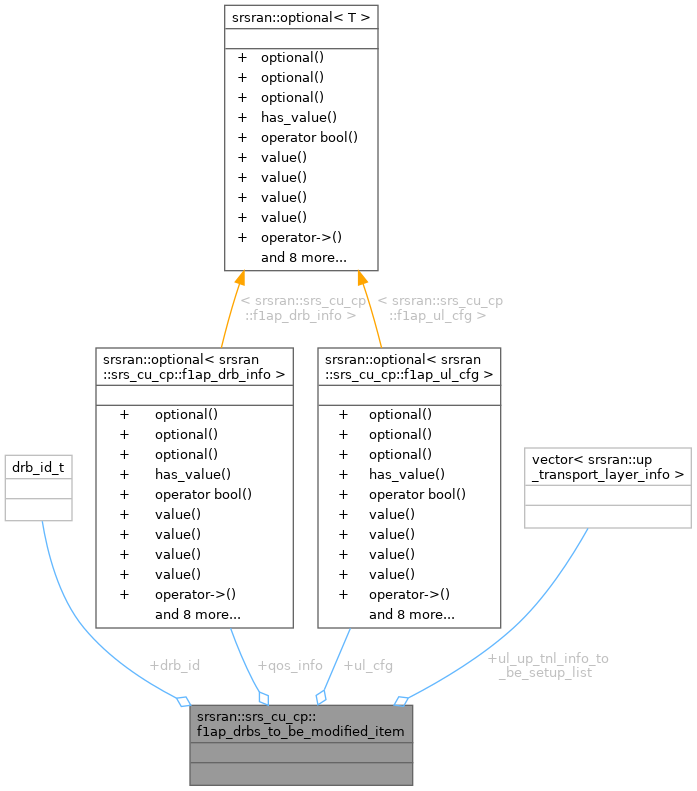 srsran::optional< T >
+ optional()
+ optional()
+ optional()
+ has_value()
+ operator bool()
+ value()
+ value()
+ value()
+ value()
+ operator->()
and 8 more...
< srsran::srs_cu_cp
::f1ap_drb_info >
< srsran::srs_cu_cp
::f1ap_ul_cfg >
srsran::optional< srsran
::srs_cu_cp::f1ap_drb_info >
+ optional()
+ optional()
+ optional()
+ has_value()
+ operator bool()
+ value()
+ value()
+ value()
+ value()
+ operator->()
and 8 more...
srsran::optional< srsran
::srs_cu_cp::f1ap_ul_cfg >
+ optional()
+ optional()
+ optional()
+ has_value()
+ operator bool()
+ value()
+ value()
+ value()
+ value()
+ operator->()
and 8 more...
drb_id_t
vector< srsran::up
_transport_layer_info >
+drb_id
+qos_info
+ul_cfg
+ul_up_tnl_info_to
_be_setup_list
srsran::srs_cu_cp::
f1ap_drbs_to_be_modified_item